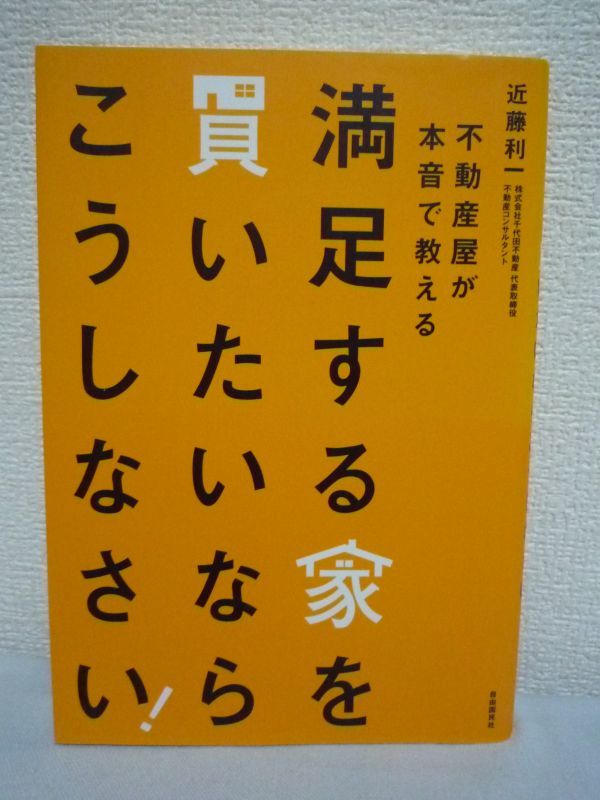 近藤利一
株式会社千代田不動産 代表取締役
不動産コンサルタント
不動産屋が
本音で教える
満足する家を
買いたいなら
こうしなさい!
自由国民社